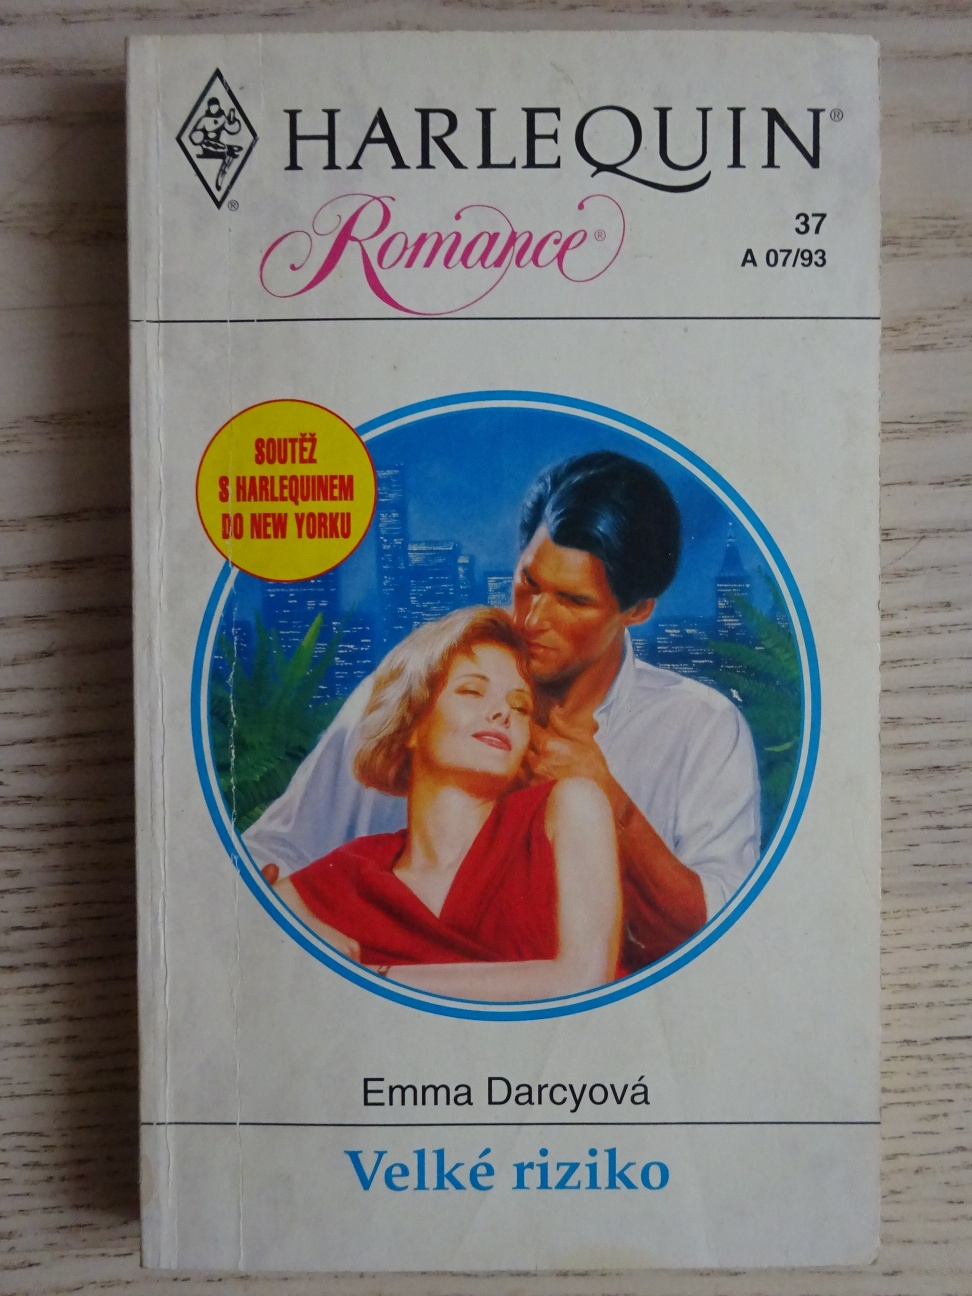 HARLEQUIN®
®
Romance®
37
A 07/93
SOUTĚŽ
S HARLEQUINEM
DO NEW YORKU
Emma Darcyová
Velké riziko